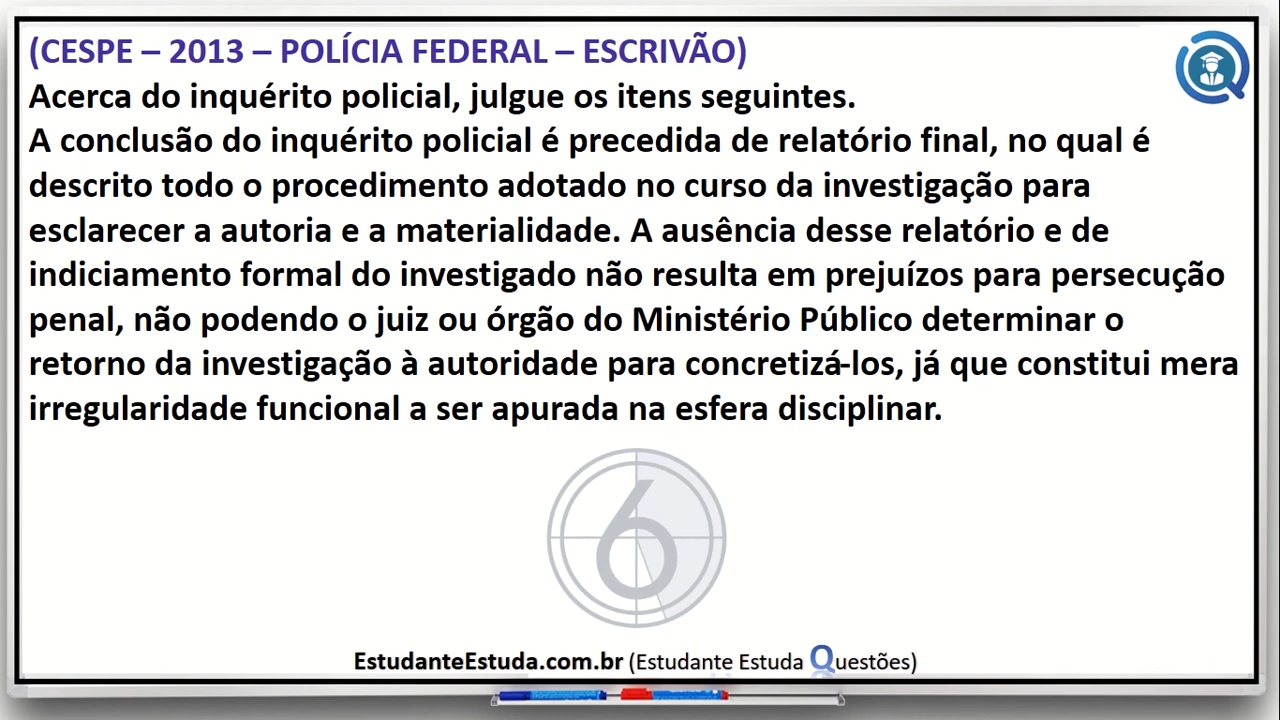 (CESPE – 2013 – POLÍCIA FEDERAL – ESCRIVÃO)
Acerca do inquérito policial, julgue os itens seguintes.
A conclusão do inquérito policial é precedida de relatório final, no qual é
descrito todo o procedimento adotado no curso da investigação para
esclarecer a autoria e a materialidade. A ausência desse relatório e de
indiciamento formal do investigado não resulta em prejuízos para persecução
penal, não podendo o juiz ou órgão do Ministério Público determinar o
retorno da investigação à autoridade para concretizá-los, já que constitui mera
irregularidade funcional a ser apurada na esfera disciplinar.
6
EstudanteEstuda.com.br (Estudante Estuda Questões)